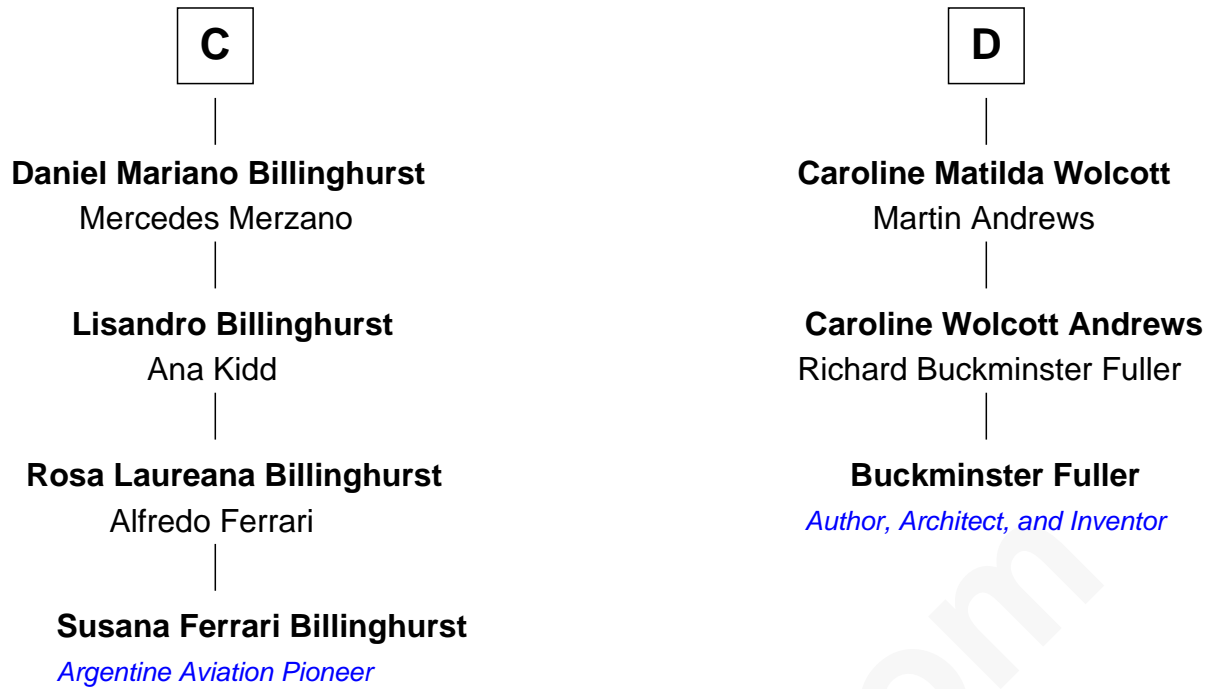 C
Daniel Mariano Billinghurst
Mercedes Merzano
Lisandro Billinghurst
Ana Kidd
Rosa Laureana Billinghurst
Alfredo Ferrari
Susana Ferrari Billinghurst
Argentine Aviation Pioneer
D
Caroline Matilda Wolcott
Martin Andrews
Caroline Wolcott Andrews
Richard Buckminster Fuller
Buckminster Fuller
Author, Architect, and Inventor
om